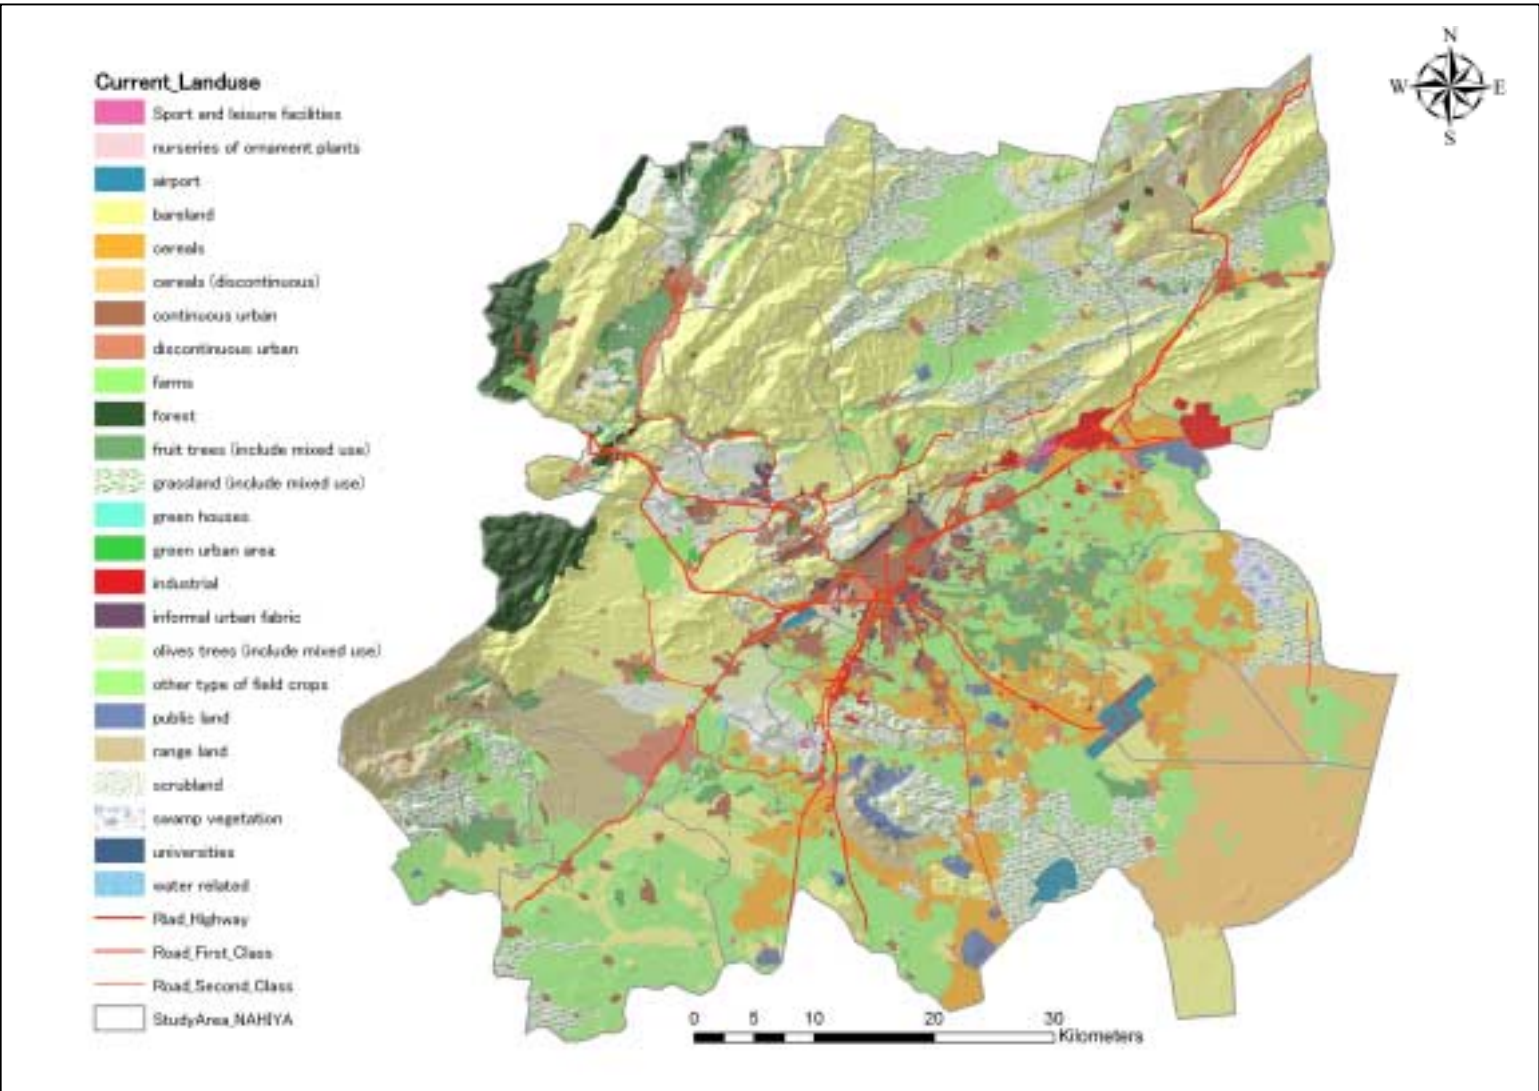 N
W E
S
Current_Landuse
Sport and leisure facilities
nurseries of ornament plants
airport
bareland
cereals
cereals (discontinuous)
continuous urban
discontinuous urban
farms
forest
fruit trees (include mixed use)
grassland (include mixed use)
green houses
green urban area
industrial
informal urban fabric
olives trees (include mixed use)
other type of field crops
public land
range land
scrubland
swamp vegetation
universities
water related
Riad_Highway
Road_First_Class
Road_Second_Class
StudyArea_NAHIYA
0 5 10 20 30
Kilometers